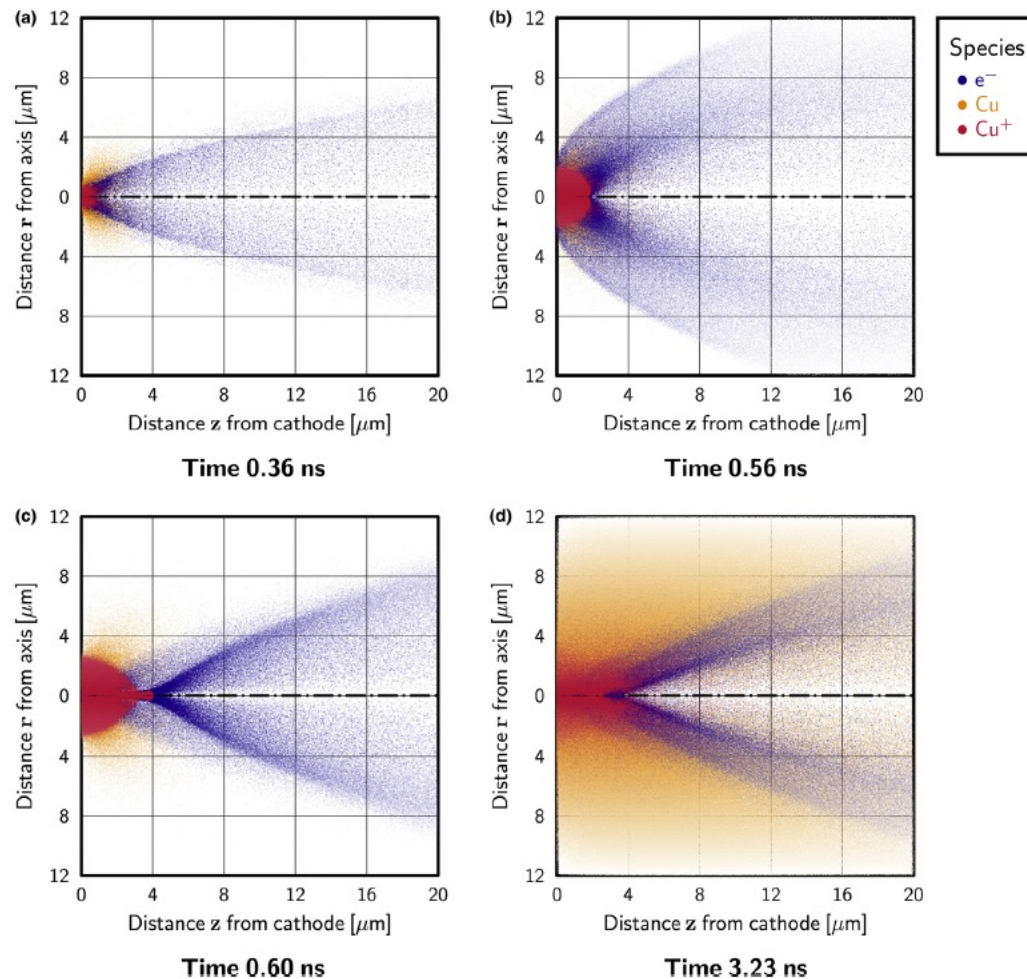 (a)
12
8
4
0
4
8
12
Distance r from axis [μm]
0 4 8 12 16 20
Distance z from cathode [μm]
Time 0.36 ns
(b)
12
8
4
0
4
8
12
Distance r from axis [μm]
0 4 8 12 16 20
Distance z from cathode [μm]
Time 0.56 ns
Species
e⁻
Cu
Cu⁺
(c)
12
8
4
0
4
8
12
Distance r from axis [μm]
0 4 8 12 16 20
Distance z from cathode [μm]
Time 0.60 ns
(d)
12
8
4
0
4
8
12
Distance r from axis [μm]
0 4 8 12 16 20
Distance z from cathode [μm]
Time 3.23 ns